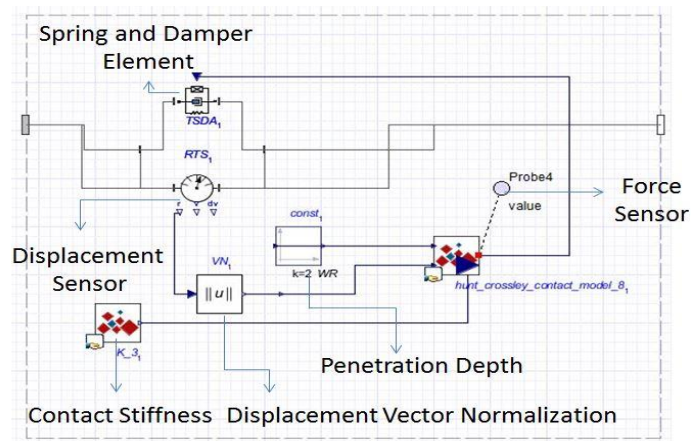 Spring and Damper
Element
TSDA1
RTS1
r v dv
Probe4
value
Force
Sensor
const1
Displacement
Sensor
VN1
||u||
k=2 WR
hunt_crossley_contact_model_81
K_31
Penetration Depth
Contact Stiffness Displacement Vector Normalization